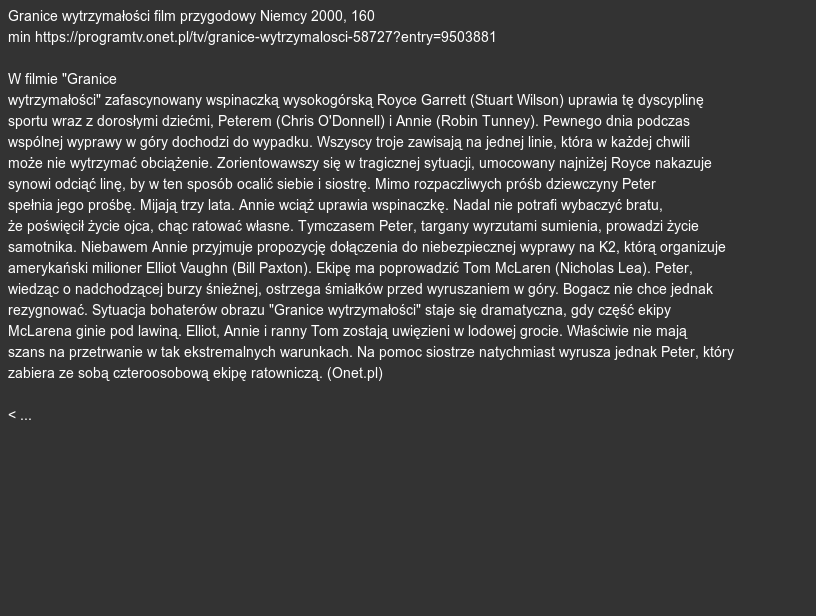 Granice wytrzymałości film przygodowy Niemcy 2000, 160
min https://programtv.onet.pl/tv/granice-wytrzymalosci-58727?entry=9503881
W filmie "Granice
wytrzymałości" zafascynowany wspinaczką wysokogórską Royce Garrett (Stuart Wilson) uprawia tę dyscyplinę
sportu wraz z dorosłymi dziećmi, Peterem (Chris O'Donnell) i Annie (Robin Tunney). Pewnego dnia podczas
wspólnej wyprawy w góry dochodzi do wypadku. Wszyscy troje zawisają na jednej linie, która w każdej chwili
może nie wytrzymać obciążenie. Zorientowawszy się w tragicznej sytuacji, umocowany najniżej Royce nakazuje
synowi odciąć linę, by w ten sposób ocalić siebie i siostrę. Mimo rozpaczliwych próśb dziewczyny Peter
spełnia jego prośbę. Mijają trzy lata. Annie wciąż uprawia wspinaczkę. Nadal nie potrafi wybaczyć bratu,
że poświęcił życie ojca, chąc ratować własne. Tymczasem Peter, targany wyrzutami sumienia, prowadzi życie
samotnika. Niebawem Annie przyjmuje propozycję dołączenia do niebezpiecznej wyprawy na K2, którą organizuje
amerykański milioner Elliot Vaughn (Bill Paxton). Ekipę ma poprowadzić Tom McLaren (Nicholas Lea). Peter,
wiedząc o nadchodzącej burzy śnieżnej, ostrzega śmiałków przed wyruszaniem w góry. Bogacz nie chce jednak
rezygnować. Sytuacja bohaterów obrazu "Granice wytrzymałości" staje się dramatyczna, gdy część ekipy
McLarena ginie pod lawiną. Elliot, Annie i ranny Tom zostają uwięzieni w lodowej grocie. Właściwie nie mają
szans na przetrwanie w tak ekstremalnych warunkach. Na pomoc siostrze natychmiast wyrusza jednak Peter, który
zabiera ze sobą czteroosobową ekipę ratowniczą. (Onet.pl)
< ...